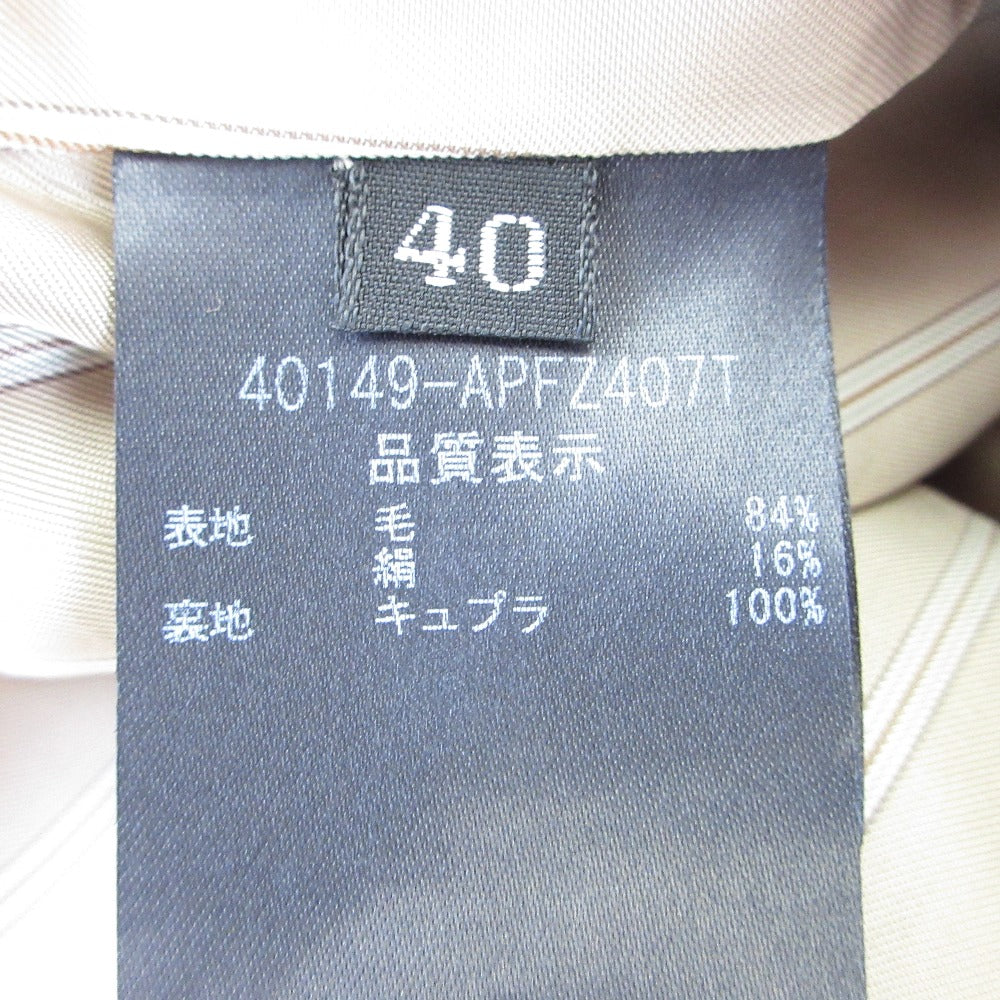 40
40149-APFZ407T
品質表示
表地 毛 84%
絹 16%
裏地 キュプラ 100%